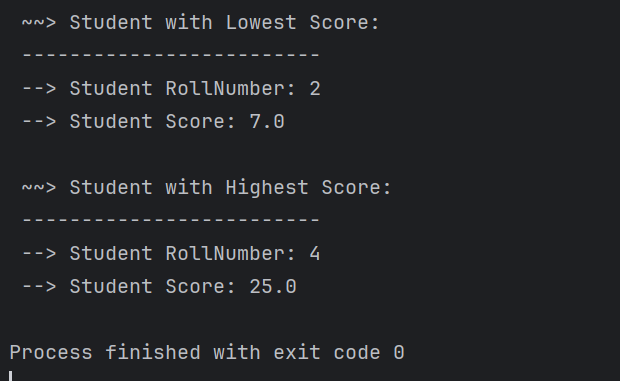 ~~> Student with Lowest Score:
-------------------------
--> Student RollNumber: 2
--> Student Score: 7.0
~~> Student with Highest Score:
-------------------------
--> Student RollNumber: 4
--> Student Score: 25.0
Process finished with exit code 0